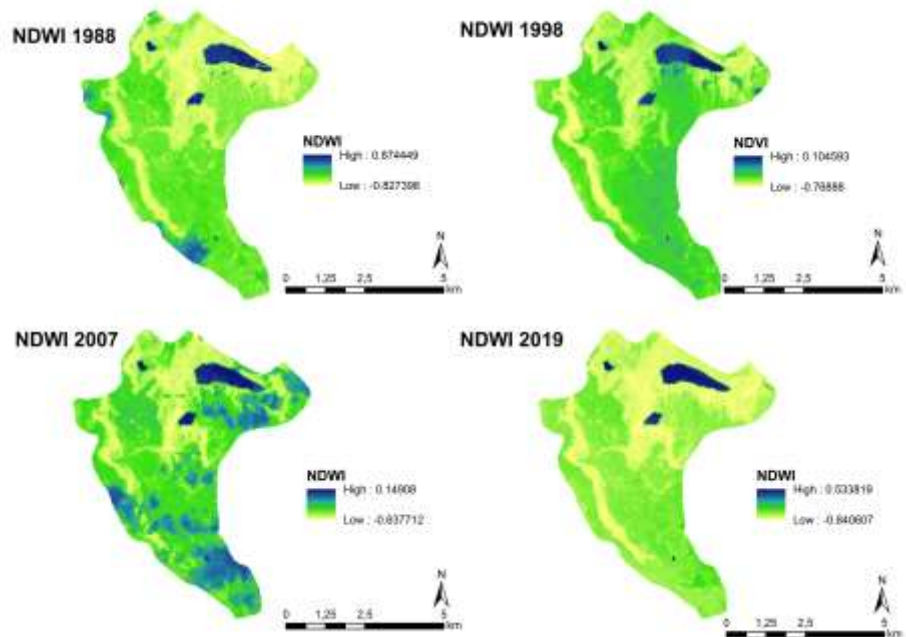 NDWI 1988
NDWI
High : 0.674449
Low : -0.827398
N
0 1,25 2,5 5
km
NDWI 1998
NDVI
High : 0.104593
Low : -0.76888
N
0 1,25 2,5 5
km
NDWI 2007
NDWI
High : 0.14908
Low : -0.637712
N
0 1,25 2,5 5
km
NDWI 2019
NDWI
High : 0.533819
Low : -0.840607
N
0 1,25 2,5 5
km